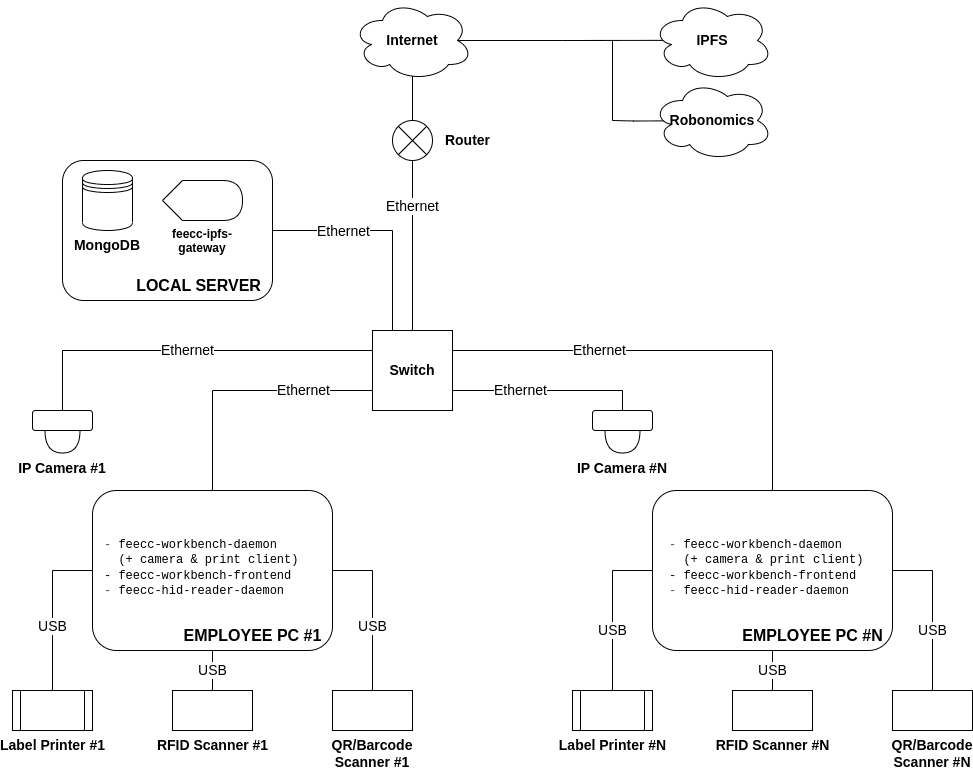 Internet
IPFS
Robonomics
Router
Ethernet
MongoDB
feecc-ipfs-
gateway
LOCAL SERVER
Ethernet
Switch
Ethernet
Ethernet
Ethernet
Ethernet
IP Camera #1
IP Camera #N
- feecc-workbench-daemon
(+ camera & print client)
- feecc-workbench-frontend
- feecc-hid-reader-daemon
EMPLOYEE PC #1
USB
USB
USB
Label Printer #1
RFID Scanner #1
QR/Barcode
Scanner #1
- feecc-workbench-daemon
(+ camera & print client)
- feecc-workbench-frontend
- feecc-hid-reader-daemon
EMPLOYEE PC #N
USB
USB
USB
Label Printer #N
RFID Scanner #N
QR/Barcode
Scanner #N